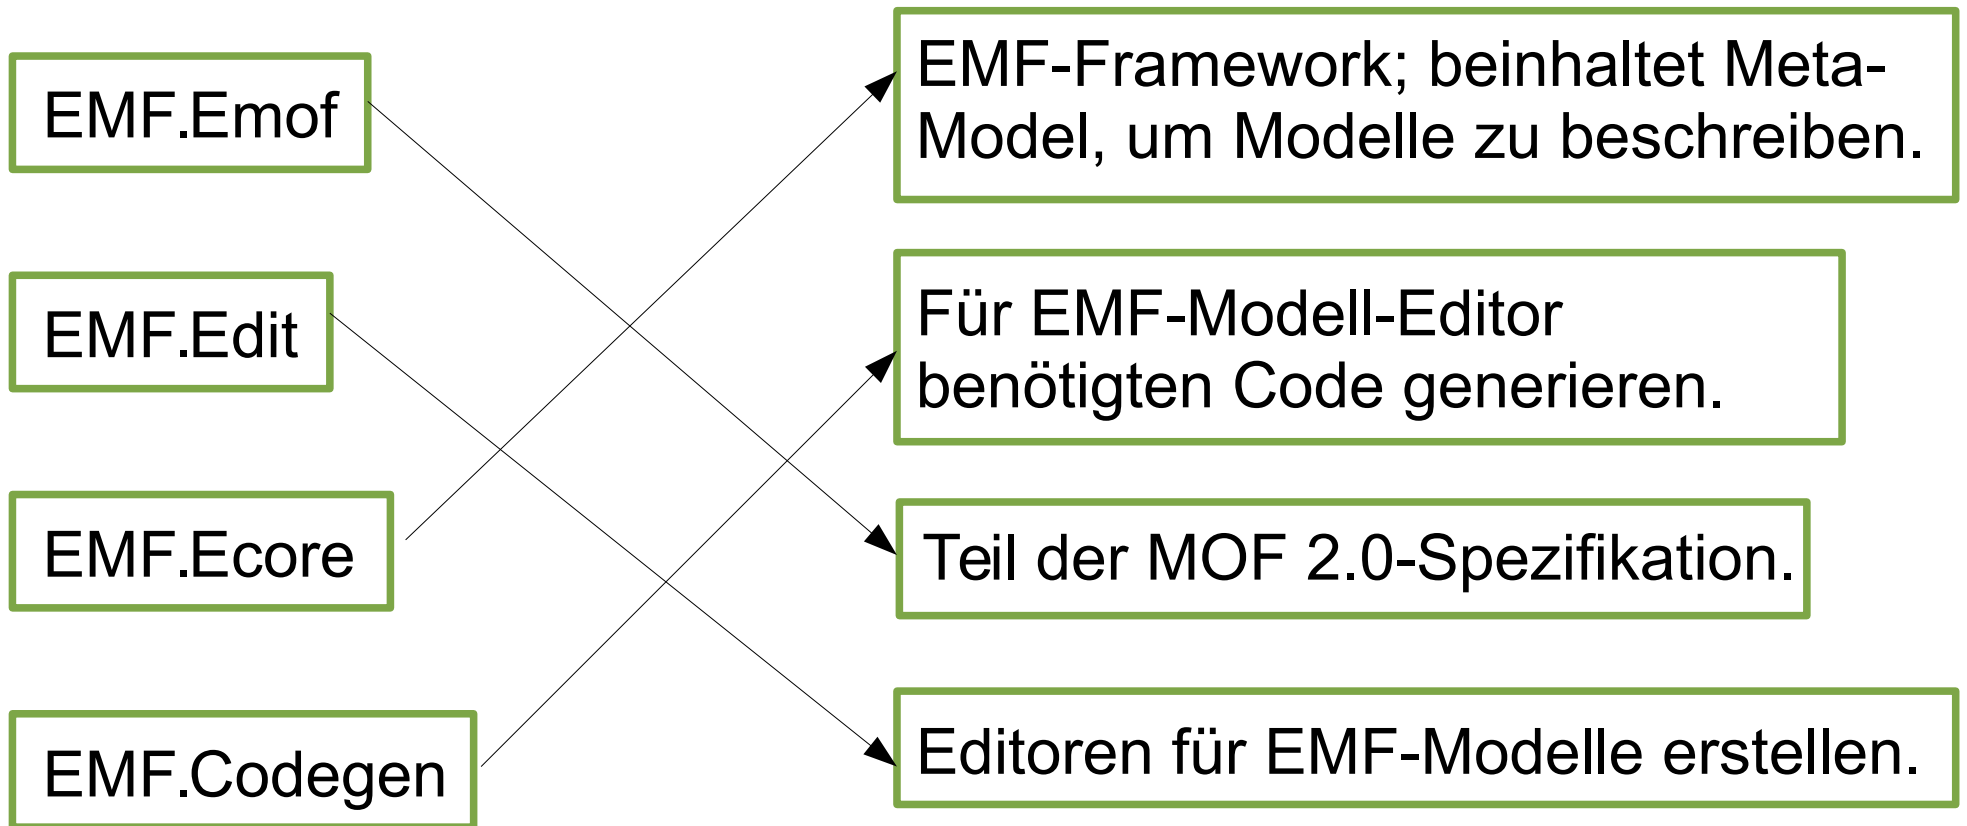 EMF.Emof
EMF.Edit
EMF.Ecore
EMF.Codegen
EMF-Framework; beinhaltet Meta-
Model, um Modelle zu beschreiben.
Für EMF-Modell-Editor
benötigten Code generieren.
Teil der MOF 2.0-Spezifikation.
Editoren für EMF-Modelle erstellen.